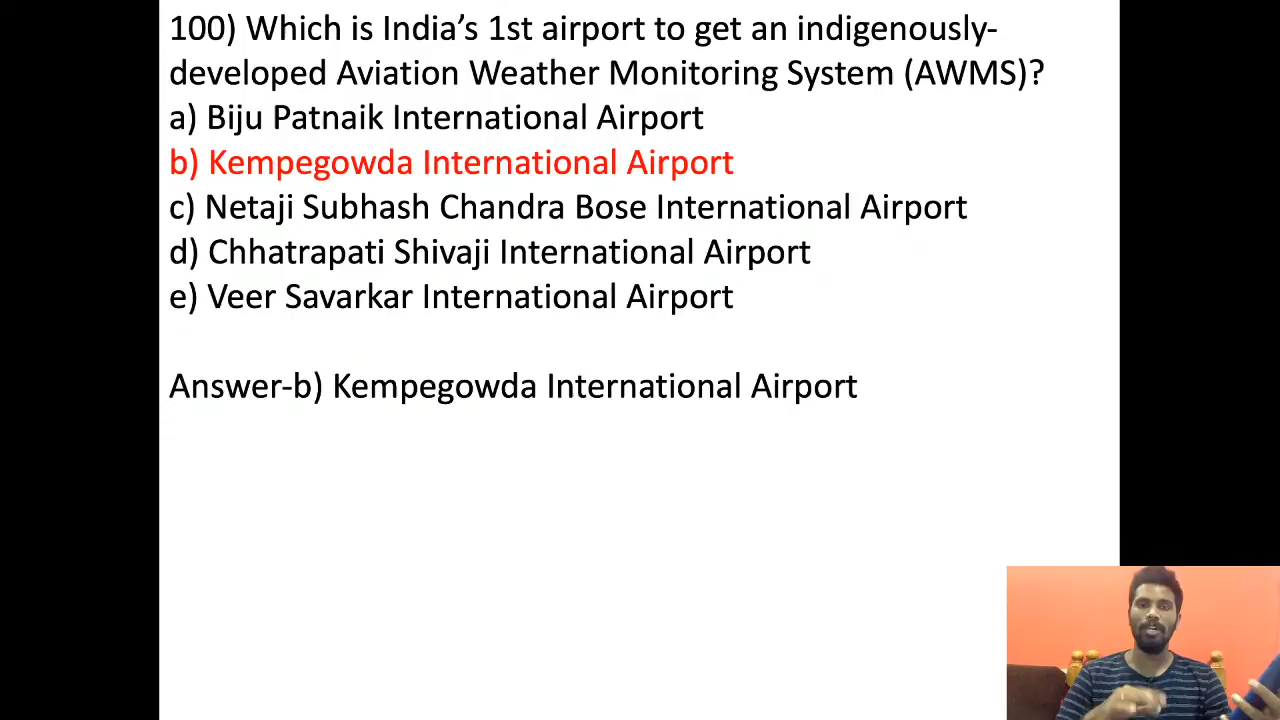 100) Which is India’s 1st airport to get an indigenously-
developed Aviation Weather Monitoring System (AWMS)?
a) Biju Patnaik International Airport
b) Kempegowda International Airport
c) Netaji Subhash Chandra Bose International Airport
d) Chhatrapati Shivaji International Airport
e) Veer Savarkar International Airport
Answer-b) Kempegowda International Airport